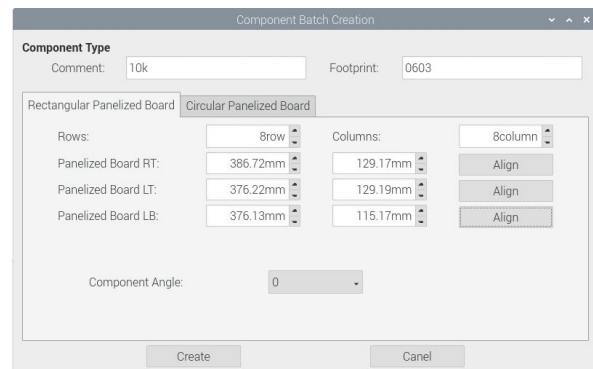 Component Batch Creation
Component Type
Comment: 10k Footprint: 0603
Rectangular Panelized Board Circular Panelized Board
Rows: 8row Columns: 8column
Panelized Board RT: 386.72mm 129.17mm Align
Panelized Board LT: 376.22mm 129.19mm Align
Panelized Board LB: 376.13mm 115.17mm Align
Component Angle: 0
Create Canel